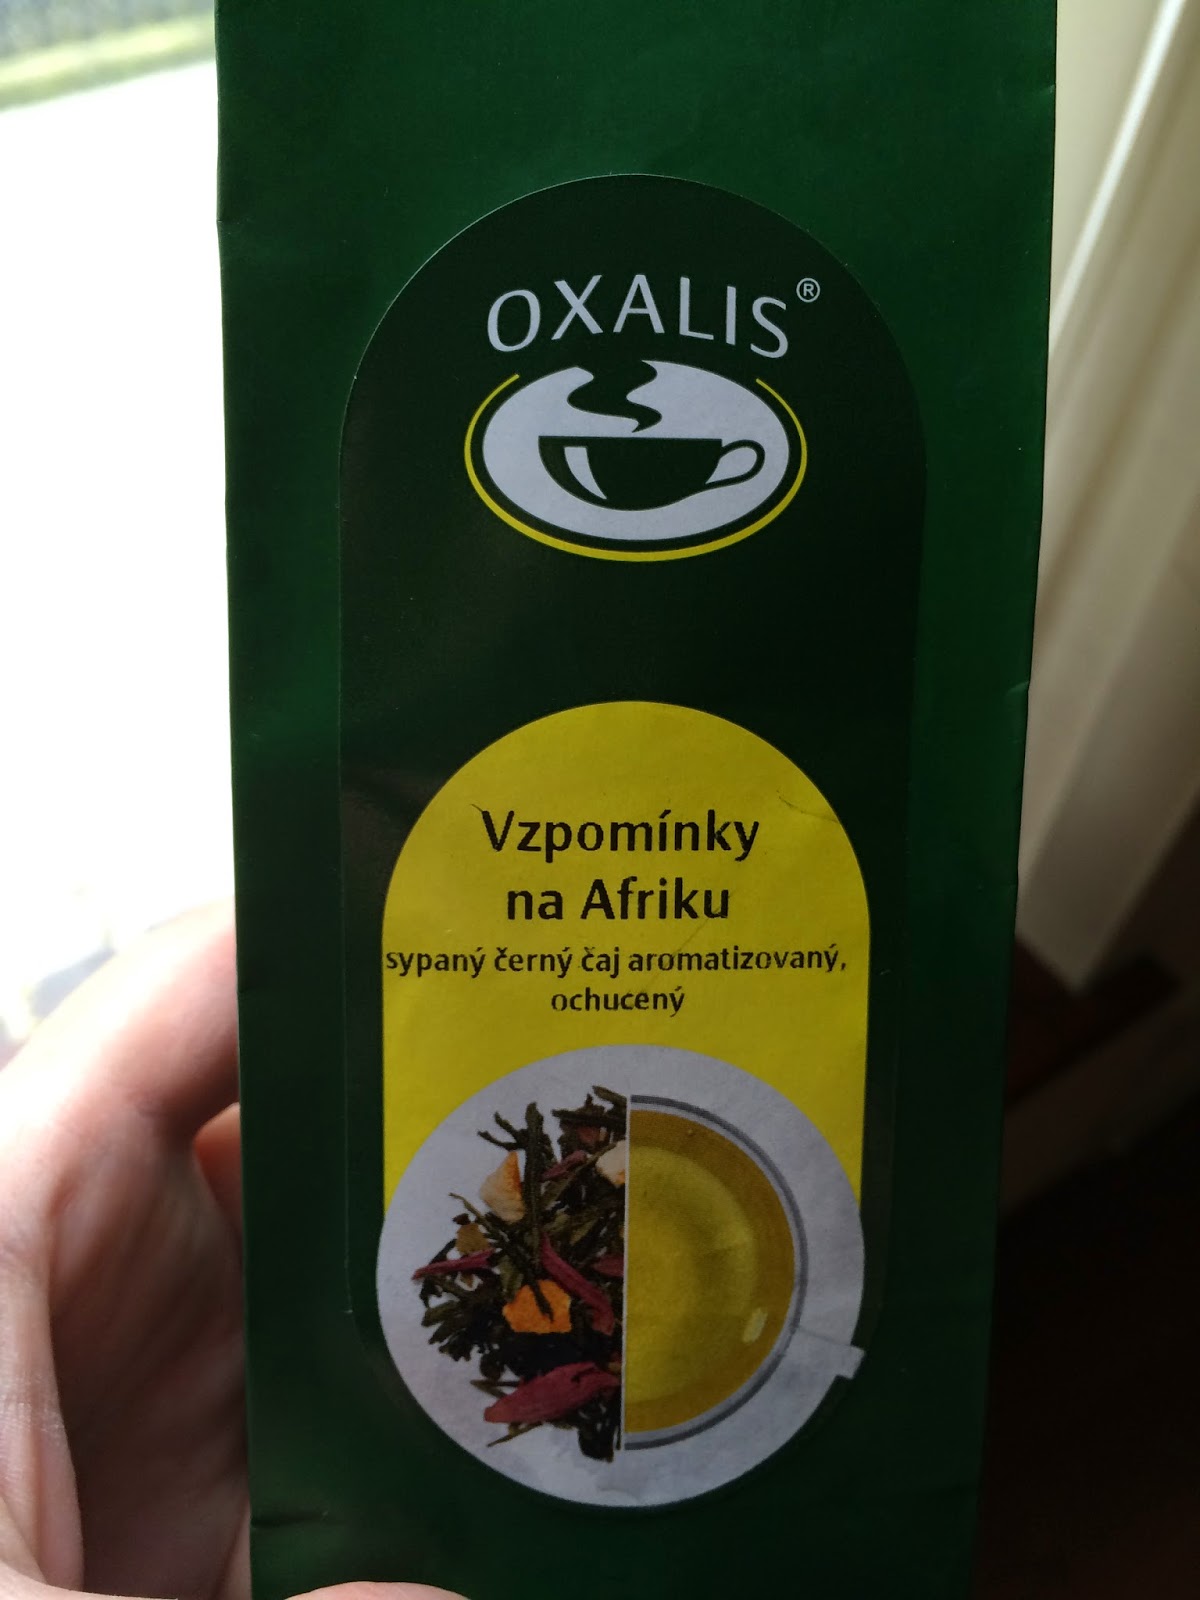 OXALIS®
Vzpomínky
na Afriku
sypaný černý čaj aromatizovaný,
ochucený